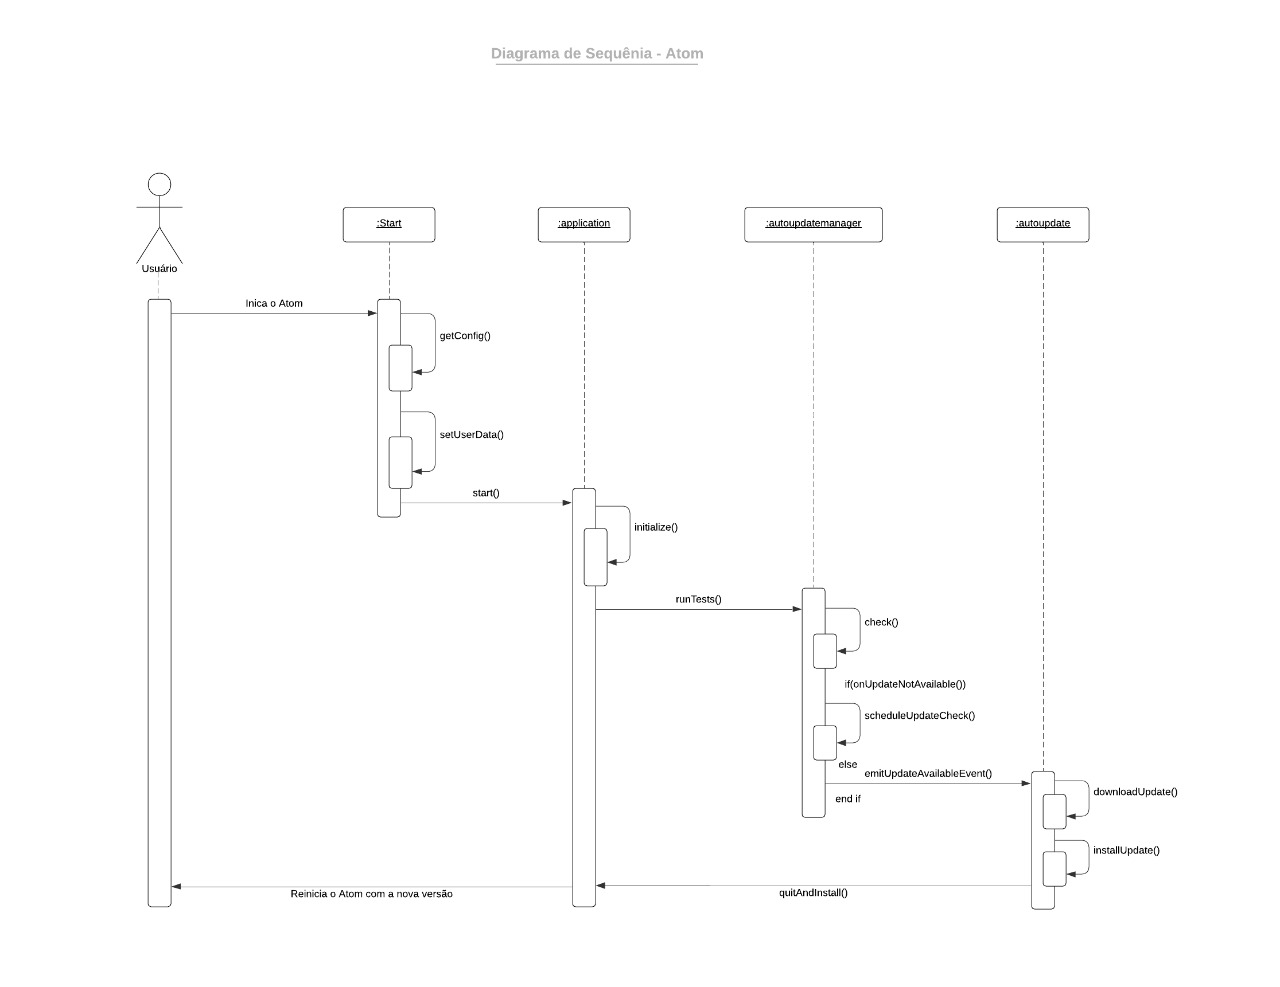 Diagrama de Sequênia - Atom
:Start
:application
:autoupdatemanager
:autoupdate
Usuário
Inica o Atom
getConfig()
setUserData()
start()
initialize()
runTests()
check()
if(onUpdateNotAvailable())
scheduleUpdateCheck()
else
emitUpdateAvailableEvent()
downloadUpdate()
end if
installUpdate()
Reinicia o Atom com a nova versão
quitAndInstall()